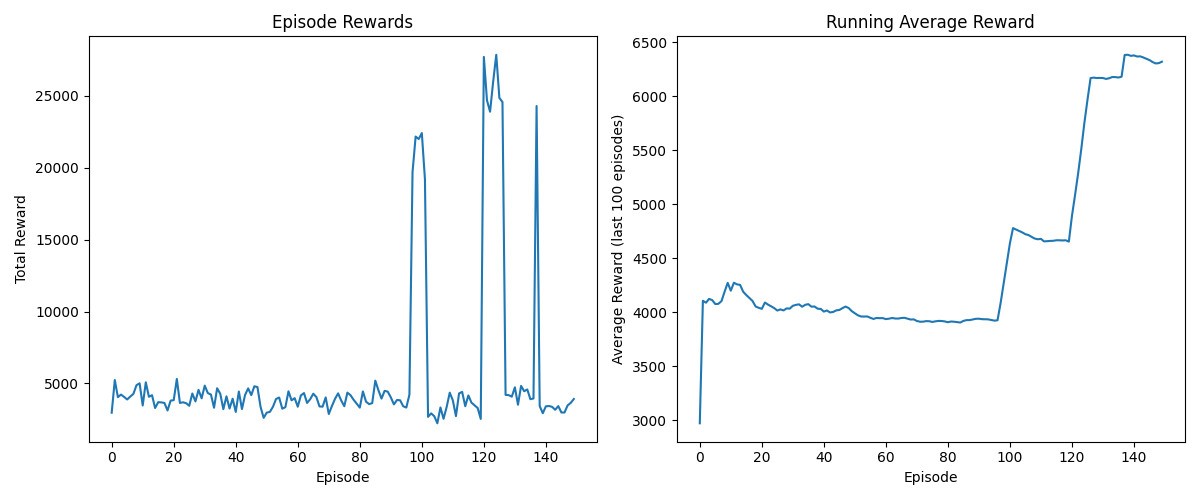 Episode Rewards
Total Reward
25000
20000
15000
10000
5000
0 20 40 60 80 100 120 140
Episode
Running Average Reward
Average Reward (last 100 episodes)
6500
6000
5500
5000
4500
4000
3500
3000
0 20 40 60 80 100 120 140
Episode